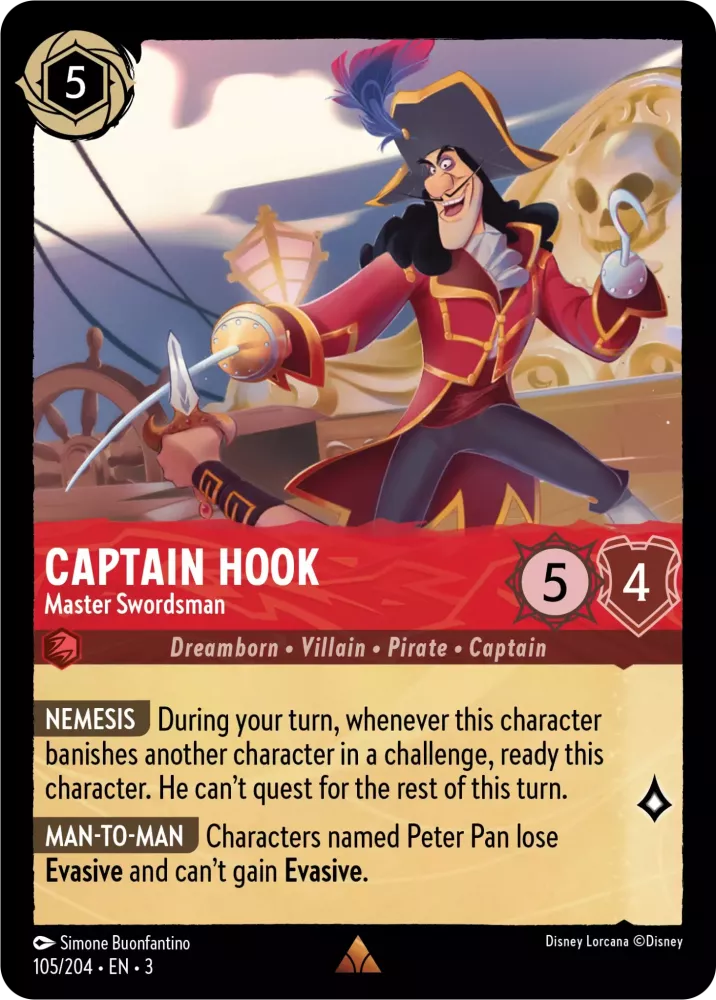 5
CAPTAIN HOOK
Master Swordsman
5
4
Dreamborn • Villain • Pirate • Captain
NEMESIS During your turn, whenever this character
banishes another character in a challenge, ready this
character. He can't quest for the rest of this turn.
MAN-TO-MAN Characters named Peter Pan lose
Evasive and can't gain Evasive.
Simone Buonfantino
Disney Lorcana ©Disney
105/204 • EN • 3